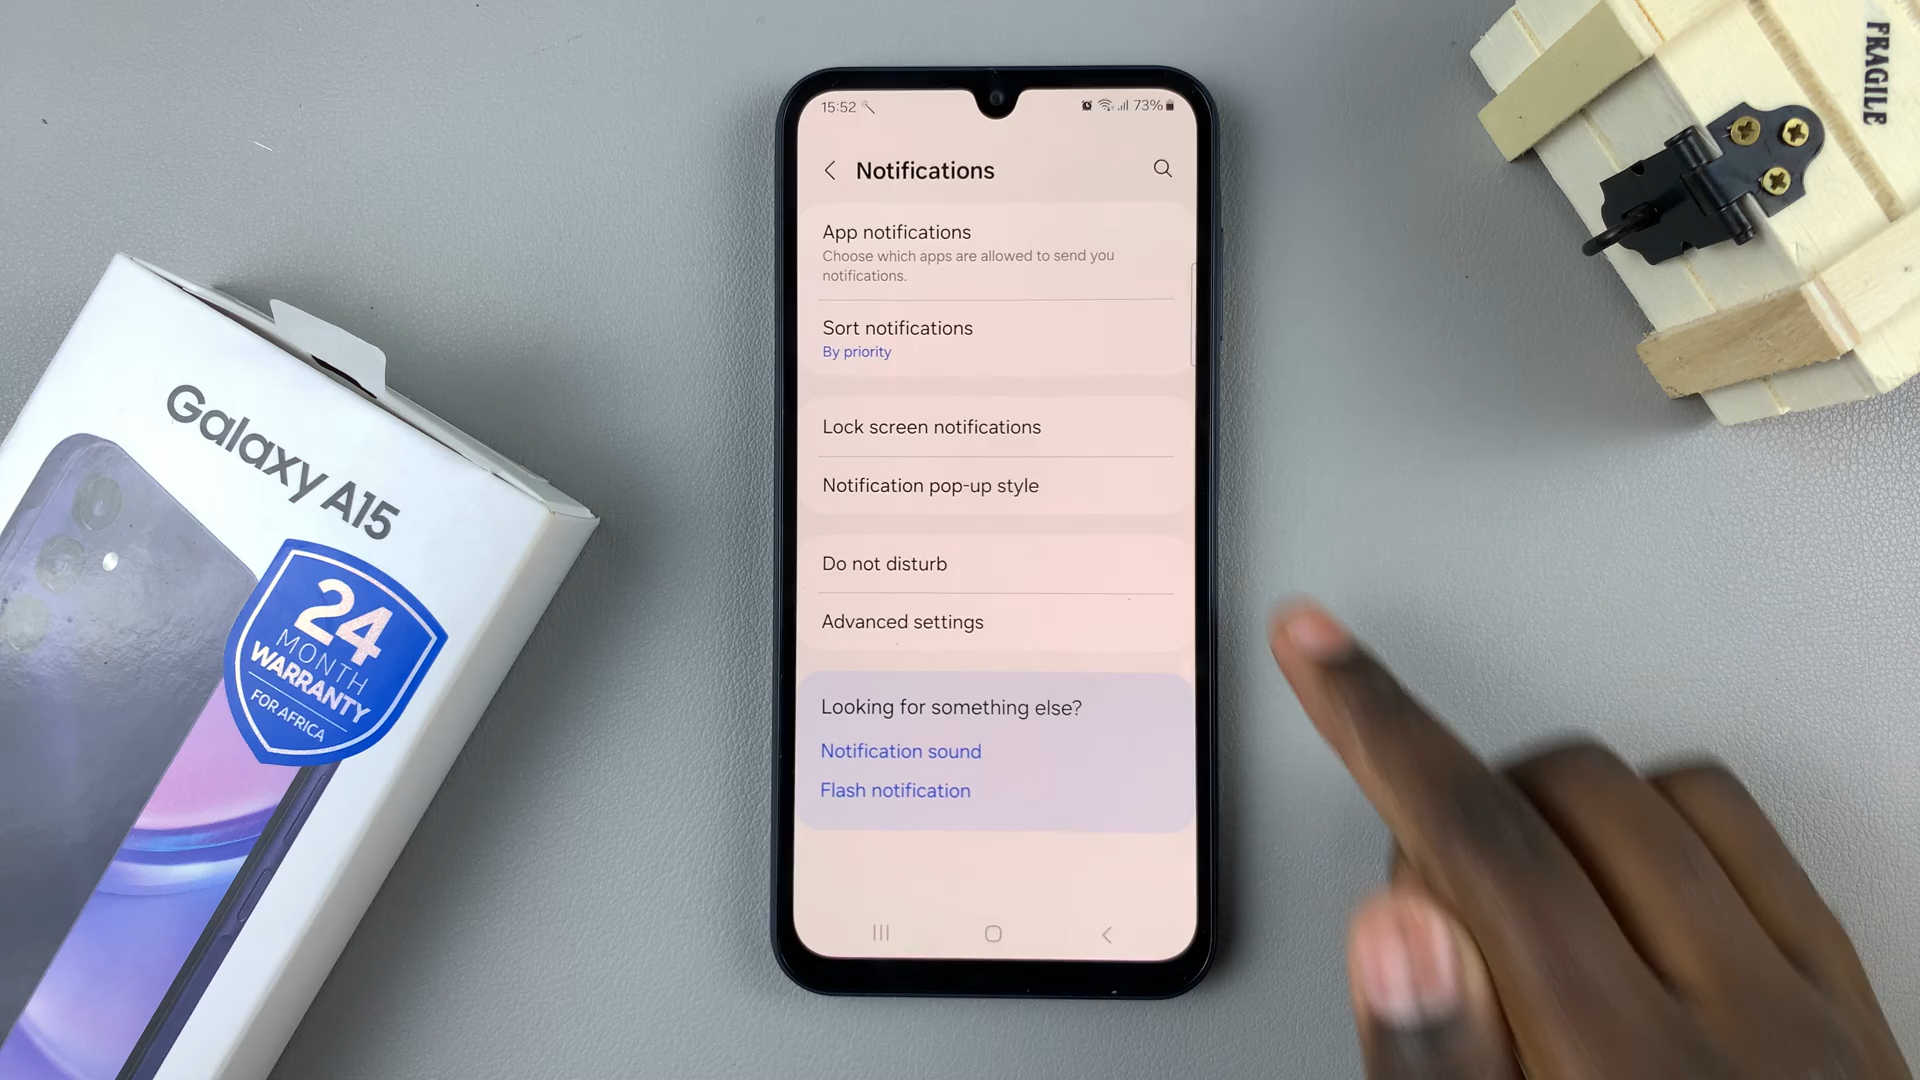 15:52
73%
Notifications
App notifications
Choose which apps are allowed to send you
notifications.
Sort notifications
By priority
Lock screen notifications
Notification pop-up style
Do not disturb
Advanced settings
Looking for something else?
Notification sound
Flash notification
Galaxy A15
24
MONTH
WARRANTY
FOR AFRICA
FRAGILE